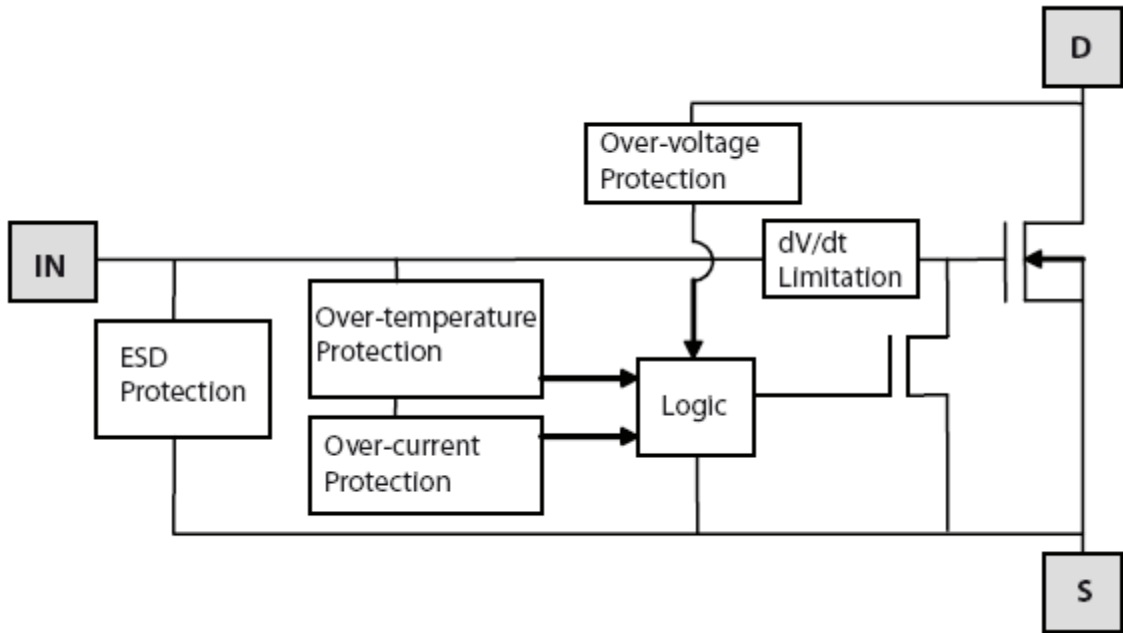 D
Over-voltage
Protection
IN
dV/dt
Limitation
Over-temperature
Protection
ESD
Protection
Logic
Over-current
Protection
S